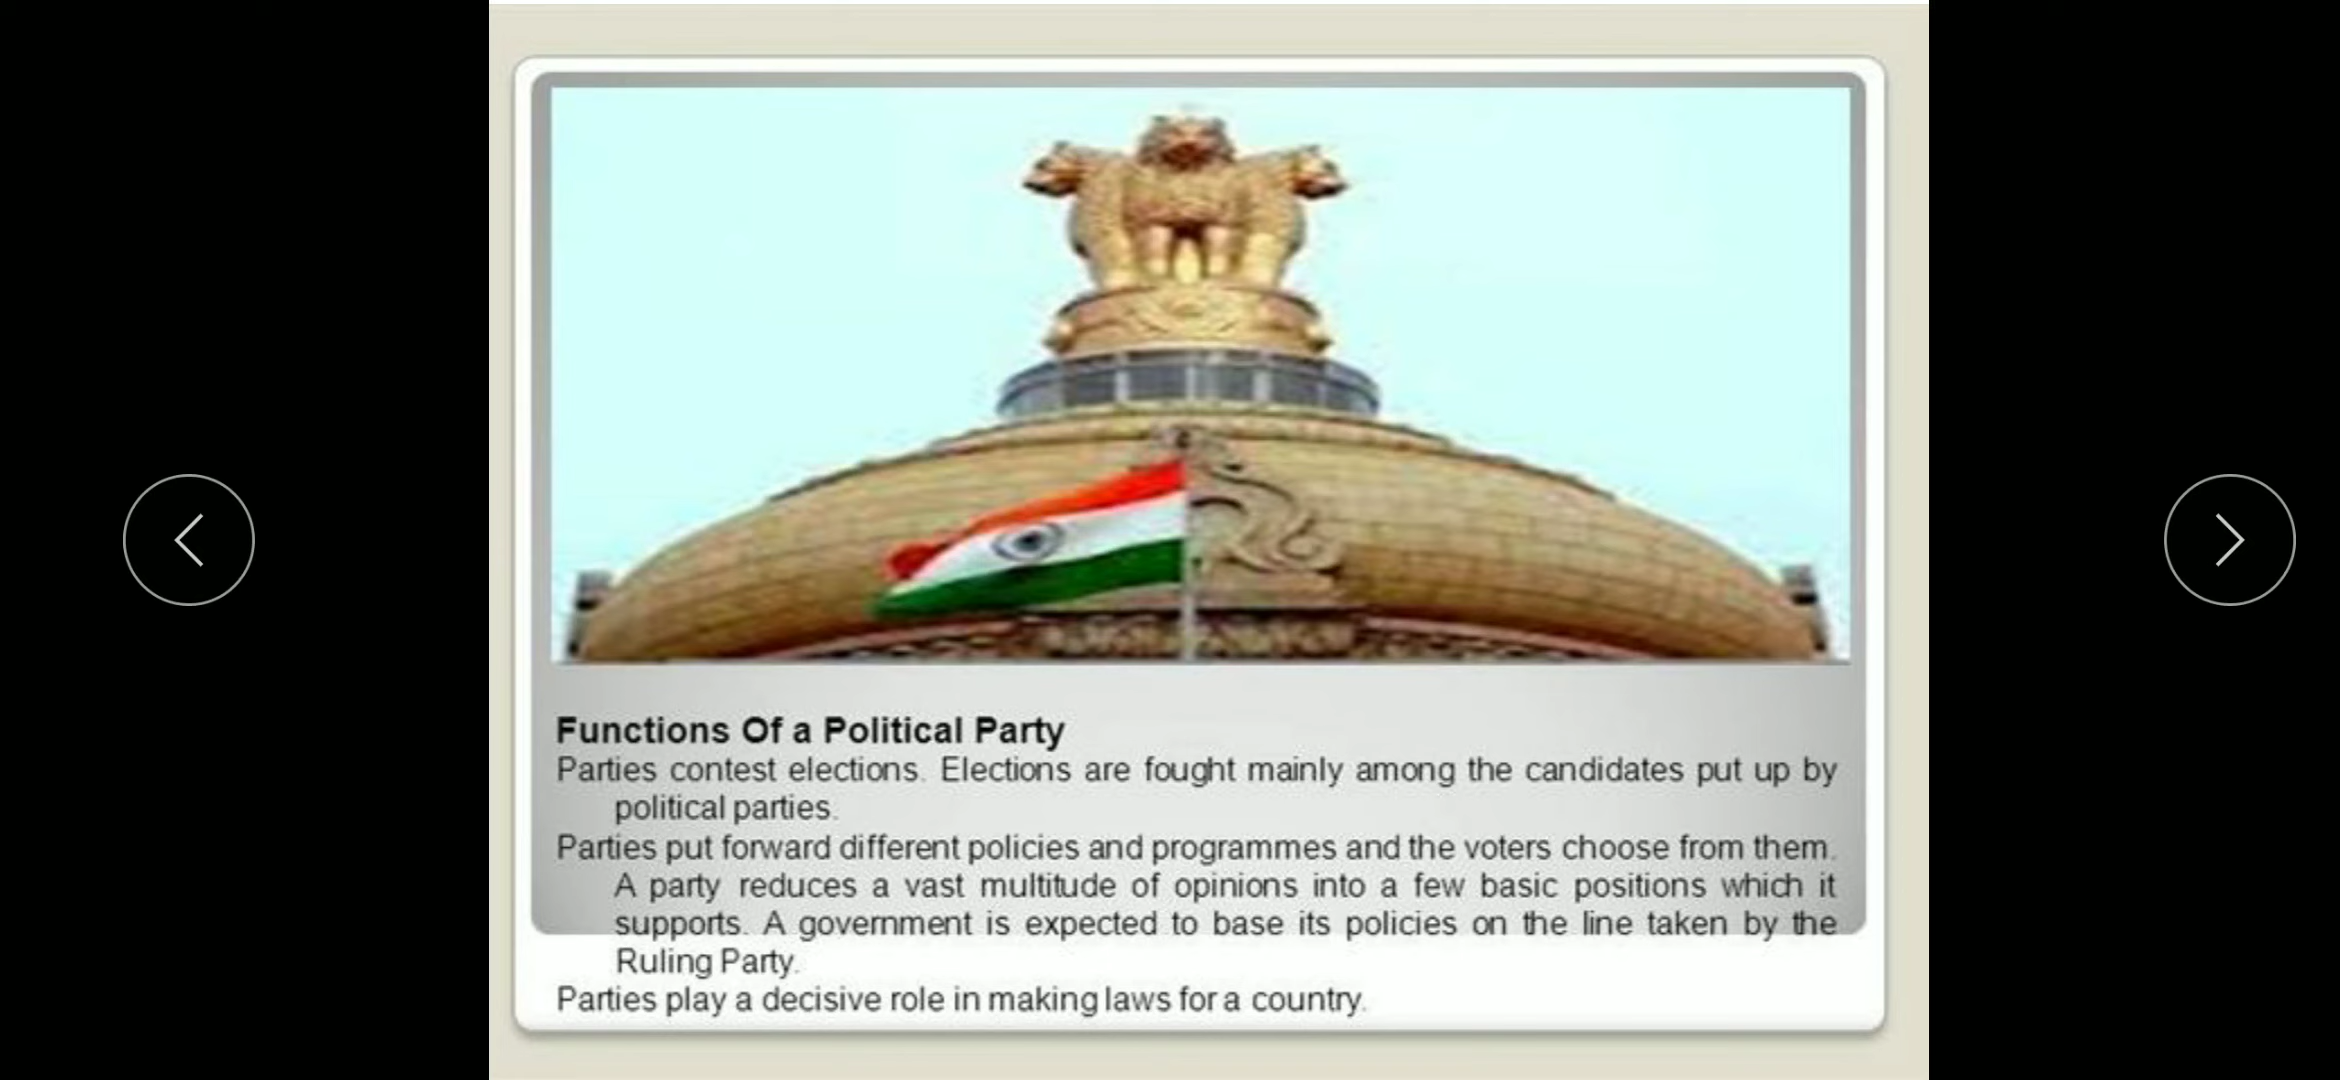 Functions Of a Political Party
Parties contest elections. Elections are fought mainly among the candidates put up by
political parties.
Parties put forward different policies and programmes and the voters choose from them.
A party reduces a vast multitude of opinions into a few basic positions which it
supports. A government is expected to base its policies on the line taken by the
Ruling Party.
Parties play a decisive role in making laws for a country.